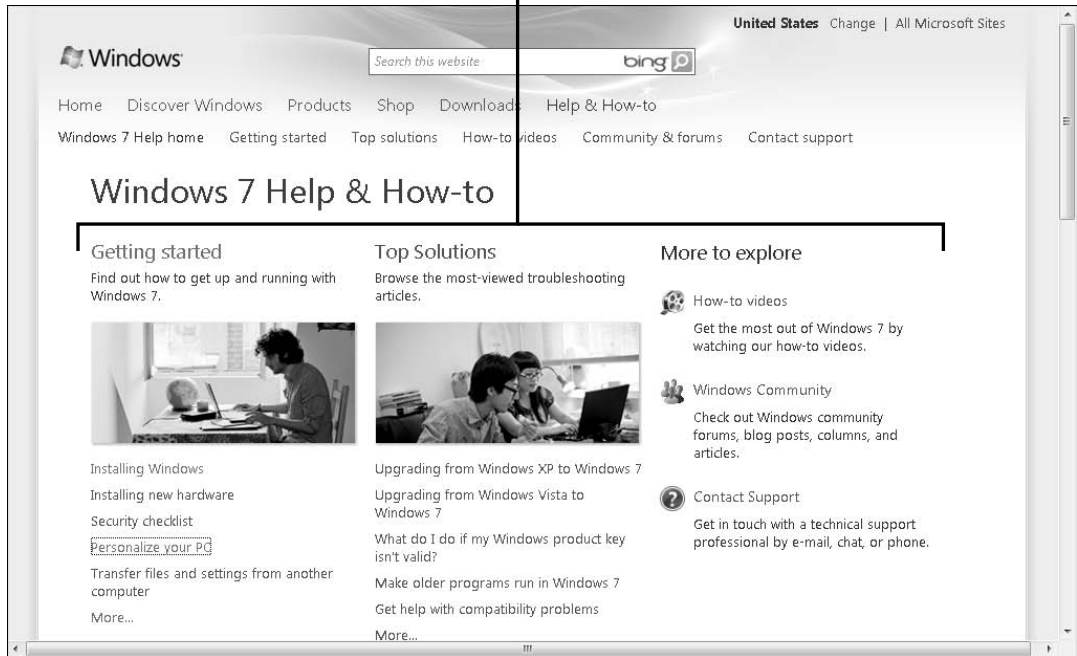 United States Change | All Microsoft Sites
Windows
Search this website bing
Home Discover Windows Products Shop Downloads Help & How-to
Windows 7 Help home Getting started Top solutions How-to videos Community & forums Contact support
Windows 7 Help & How-to
Getting started
Find out how to get up and running with
Windows 7.
Installing Windows
Installing new hardware
Security checklist
Personalize your PC
Transfer files and settings from another
computer
More...
Top Solutions
Browse the most-viewed troubleshooting
articles.
Upgrading from Windows XP to Windows 7
Upgrading from Windows Vista to
Windows 7
What do I do if my Windows product key
isn't valid?
Make older programs run in Windows 7
Get help with compatibility problems
More...
More to explore
How-to videos
Get the most out of Windows 7 by
watching our how-to videos.
Windows Community
Check out Windows community
forums, blog posts, columns, and
articles.
Contact Support
Get in touch with a technical support
professional by e-mail, chat, or phone.